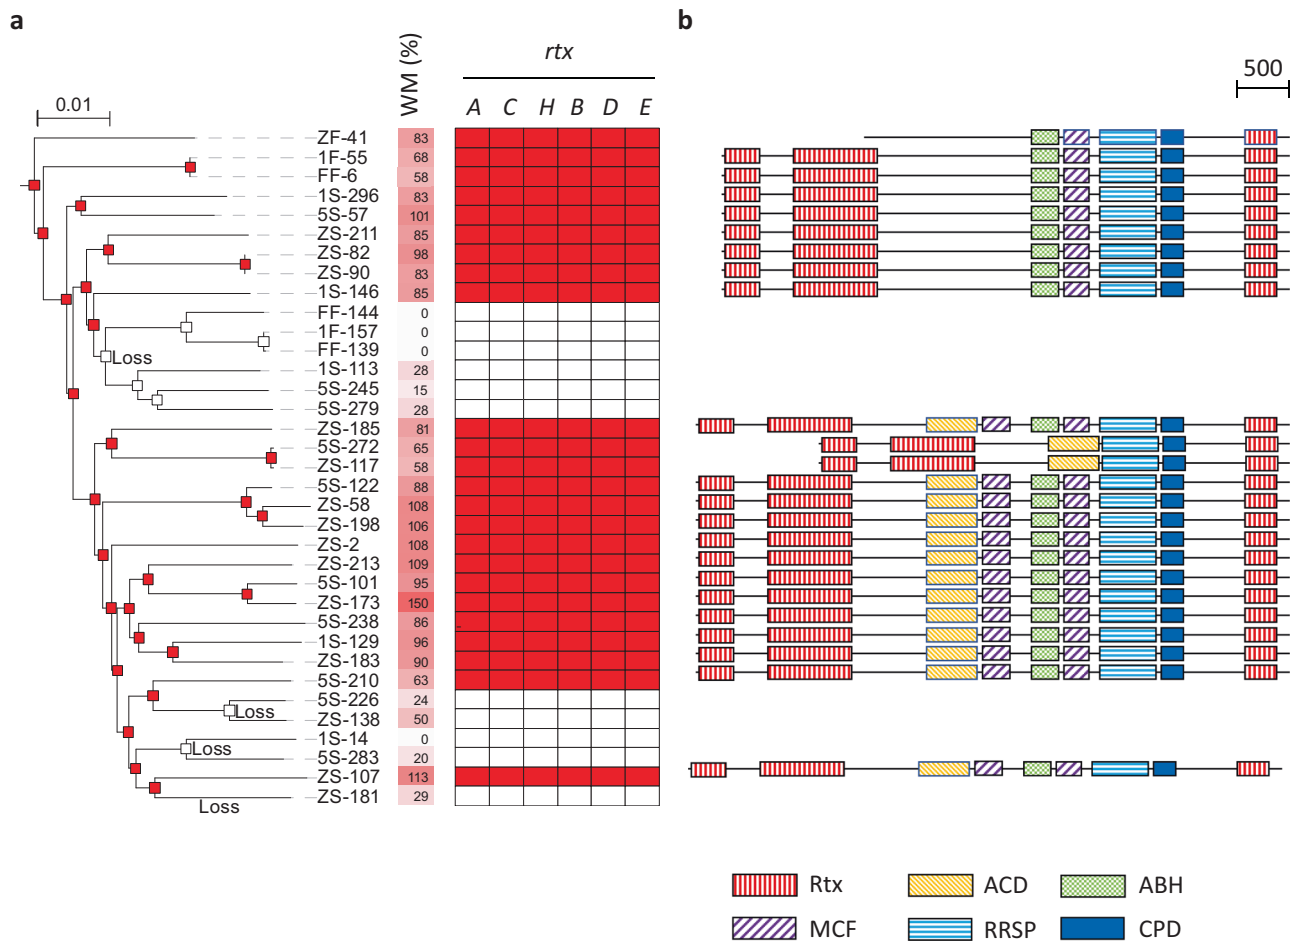 a
b
WM (%)
rtx
500
0.01
A C H B D E
ZF-41 83
1F-55 68
FF-6 58
1S-296 83
5S-57 101
ZS-211 85
ZS-82 98
ZS-90 83
1S-146 85
FF-144 0
1F-157 0
Loss FF-139 0
1S-113 28
5S-245 15
5S-279 28
ZS-185 81
5S-272 65
ZS-117 58
5S-122 88
ZS-58 108
ZS-198 106
ZS-2 108
ZS-213 109
5S-101 95
ZS-173 150
5S-238 86
1S-129 96
ZS-183 90
5S-210 63
5S-226 24
Loss ZS-138 50
1S-14 0
Loss 5S-283 20
ZS-107 113
Loss ZS-181 29
Rtx ACD ABH
MCF RRSP CPD